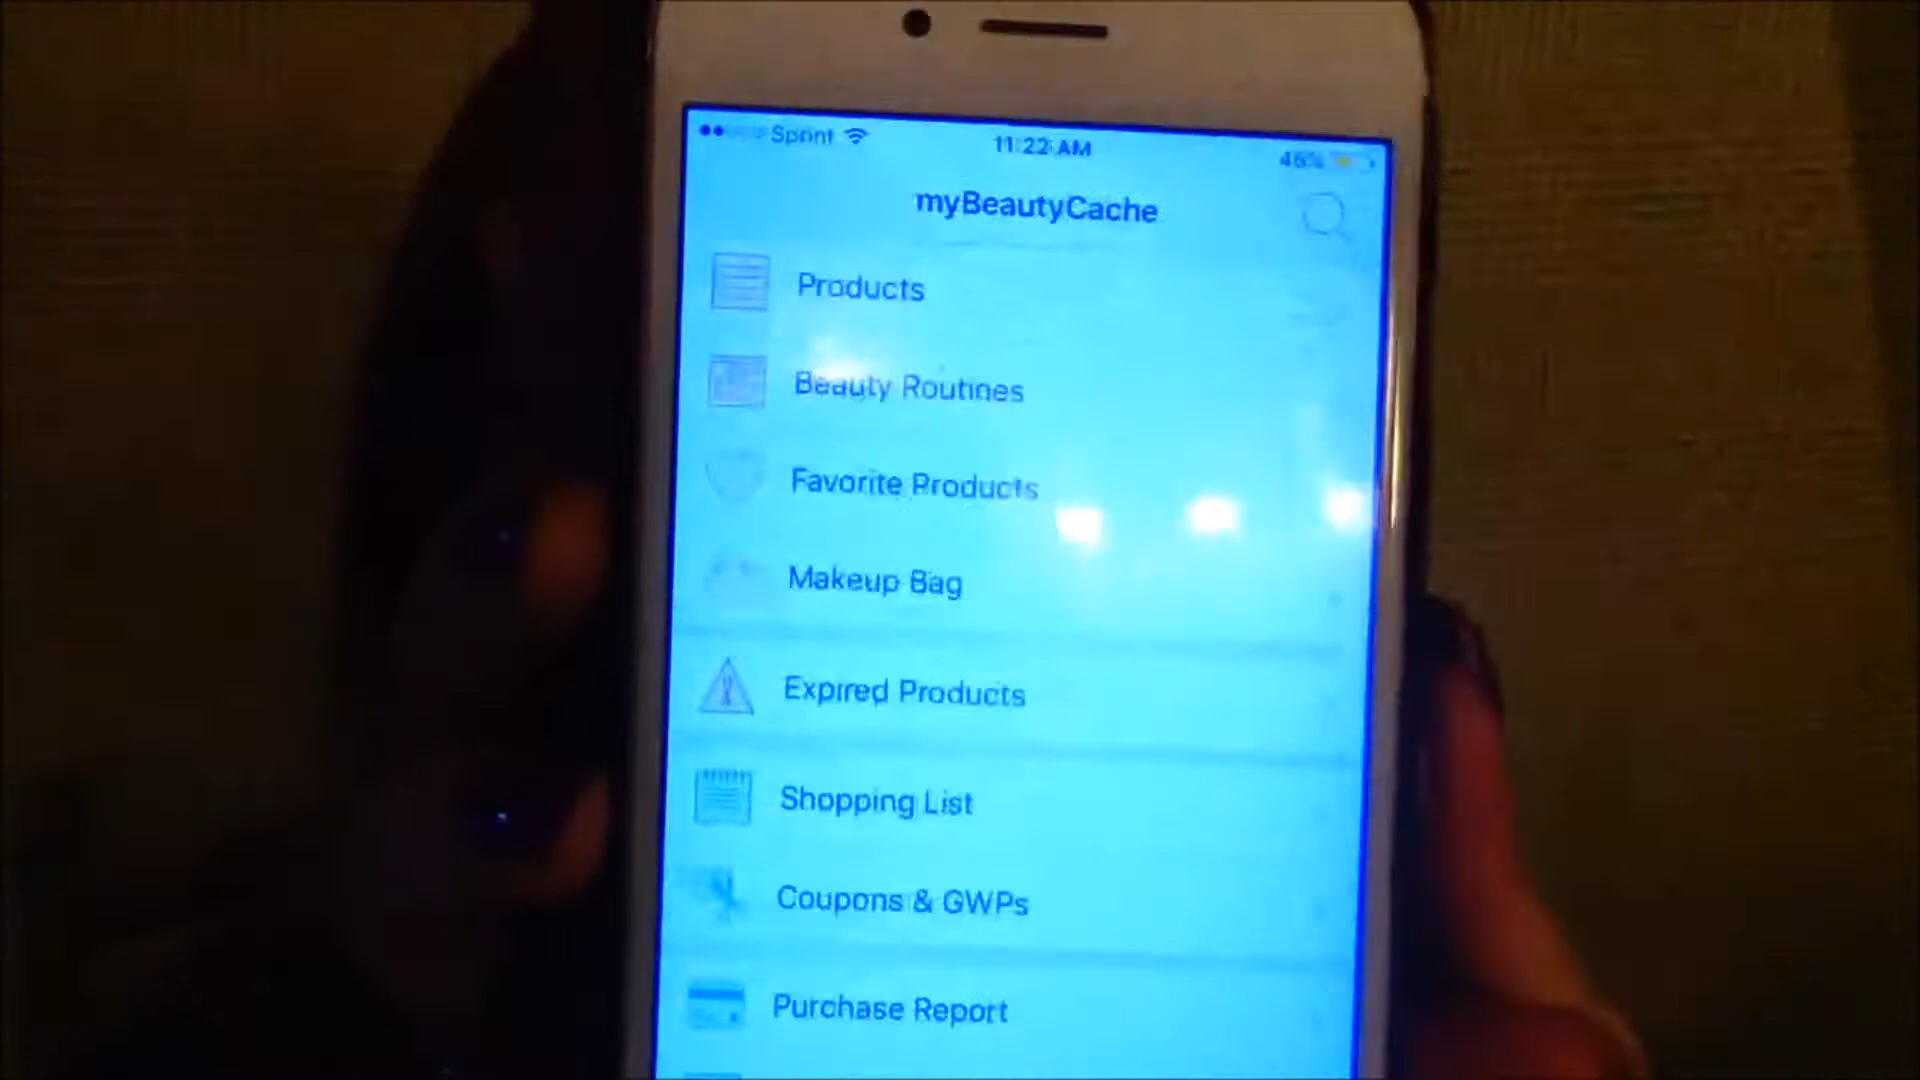 Sprint
11:22 AM
46%
myBeautyCache
Products
Beauty Routines
Favorite Products
Makeup Bag
Expired Products
Shopping List
Coupons & GWPs
Purchase Report